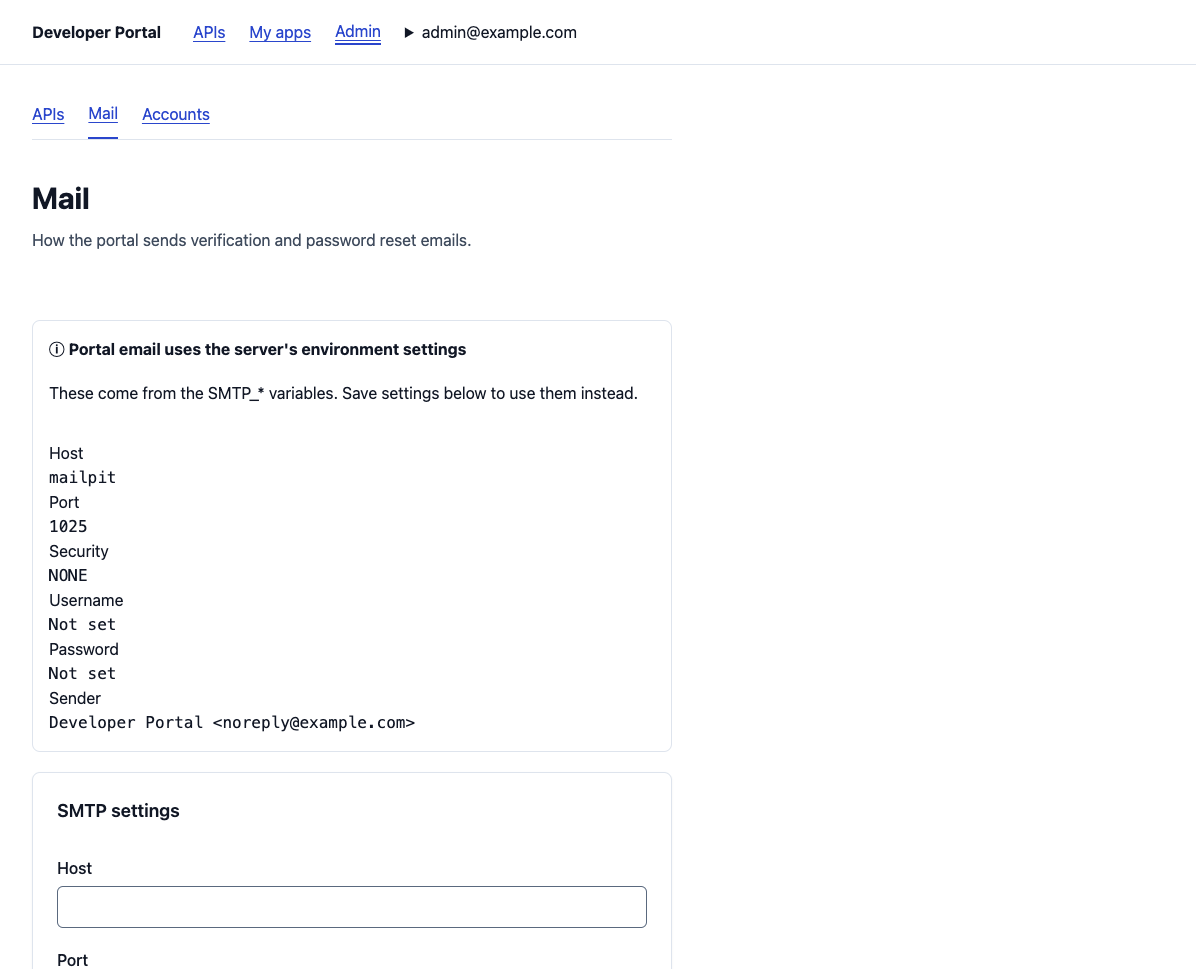 Developer Portal APIs My apps Admin ▶ admin@example.com
APIs Mail Accounts
Mail
How the portal sends verification and password reset emails.
ⓘ Portal email uses the server's environment settings
These come from the SMTP_* variables. Save settings below to use them instead.
Host
mailpit
Port
1025
Security
NONE
Username
Not set
Password
Not set
Sender
Developer Portal <noreply@example.com>
SMTP settings
Host
Port